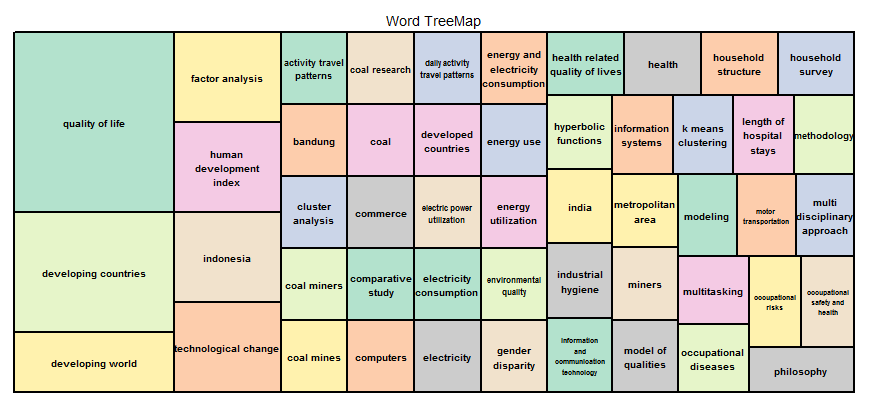 Word TreeMap
quality of life
developing countries
developing world
factor analysis
human
development
index
indonesia
technological change
activity travel
patterns
bandung
cluster
analysis
coal miners
coal mines
coal research
coal
commerce
comparative
study
computers
daily activity
travel patterns
developed
countries
electric power
utilization
electricity
consumption
electricity
energy and
electricity
consumption
energy use
energy
utilization
environmental
quality
gender
disparity
health related
quality of lives
health
household
structure
household
survey
hyperbolic
functions
india
industrial
hygiene
information
and
communication
technology
information
systems
k means
clustering
length of
hospital
stays
methodology
metropolitan
area
miners
model of
qualities
modeling
motor
transportation
multi
disciplinary
approach
multitasking
occupational
diseases
occupational
risks
occupational
safety and
health
philosophy